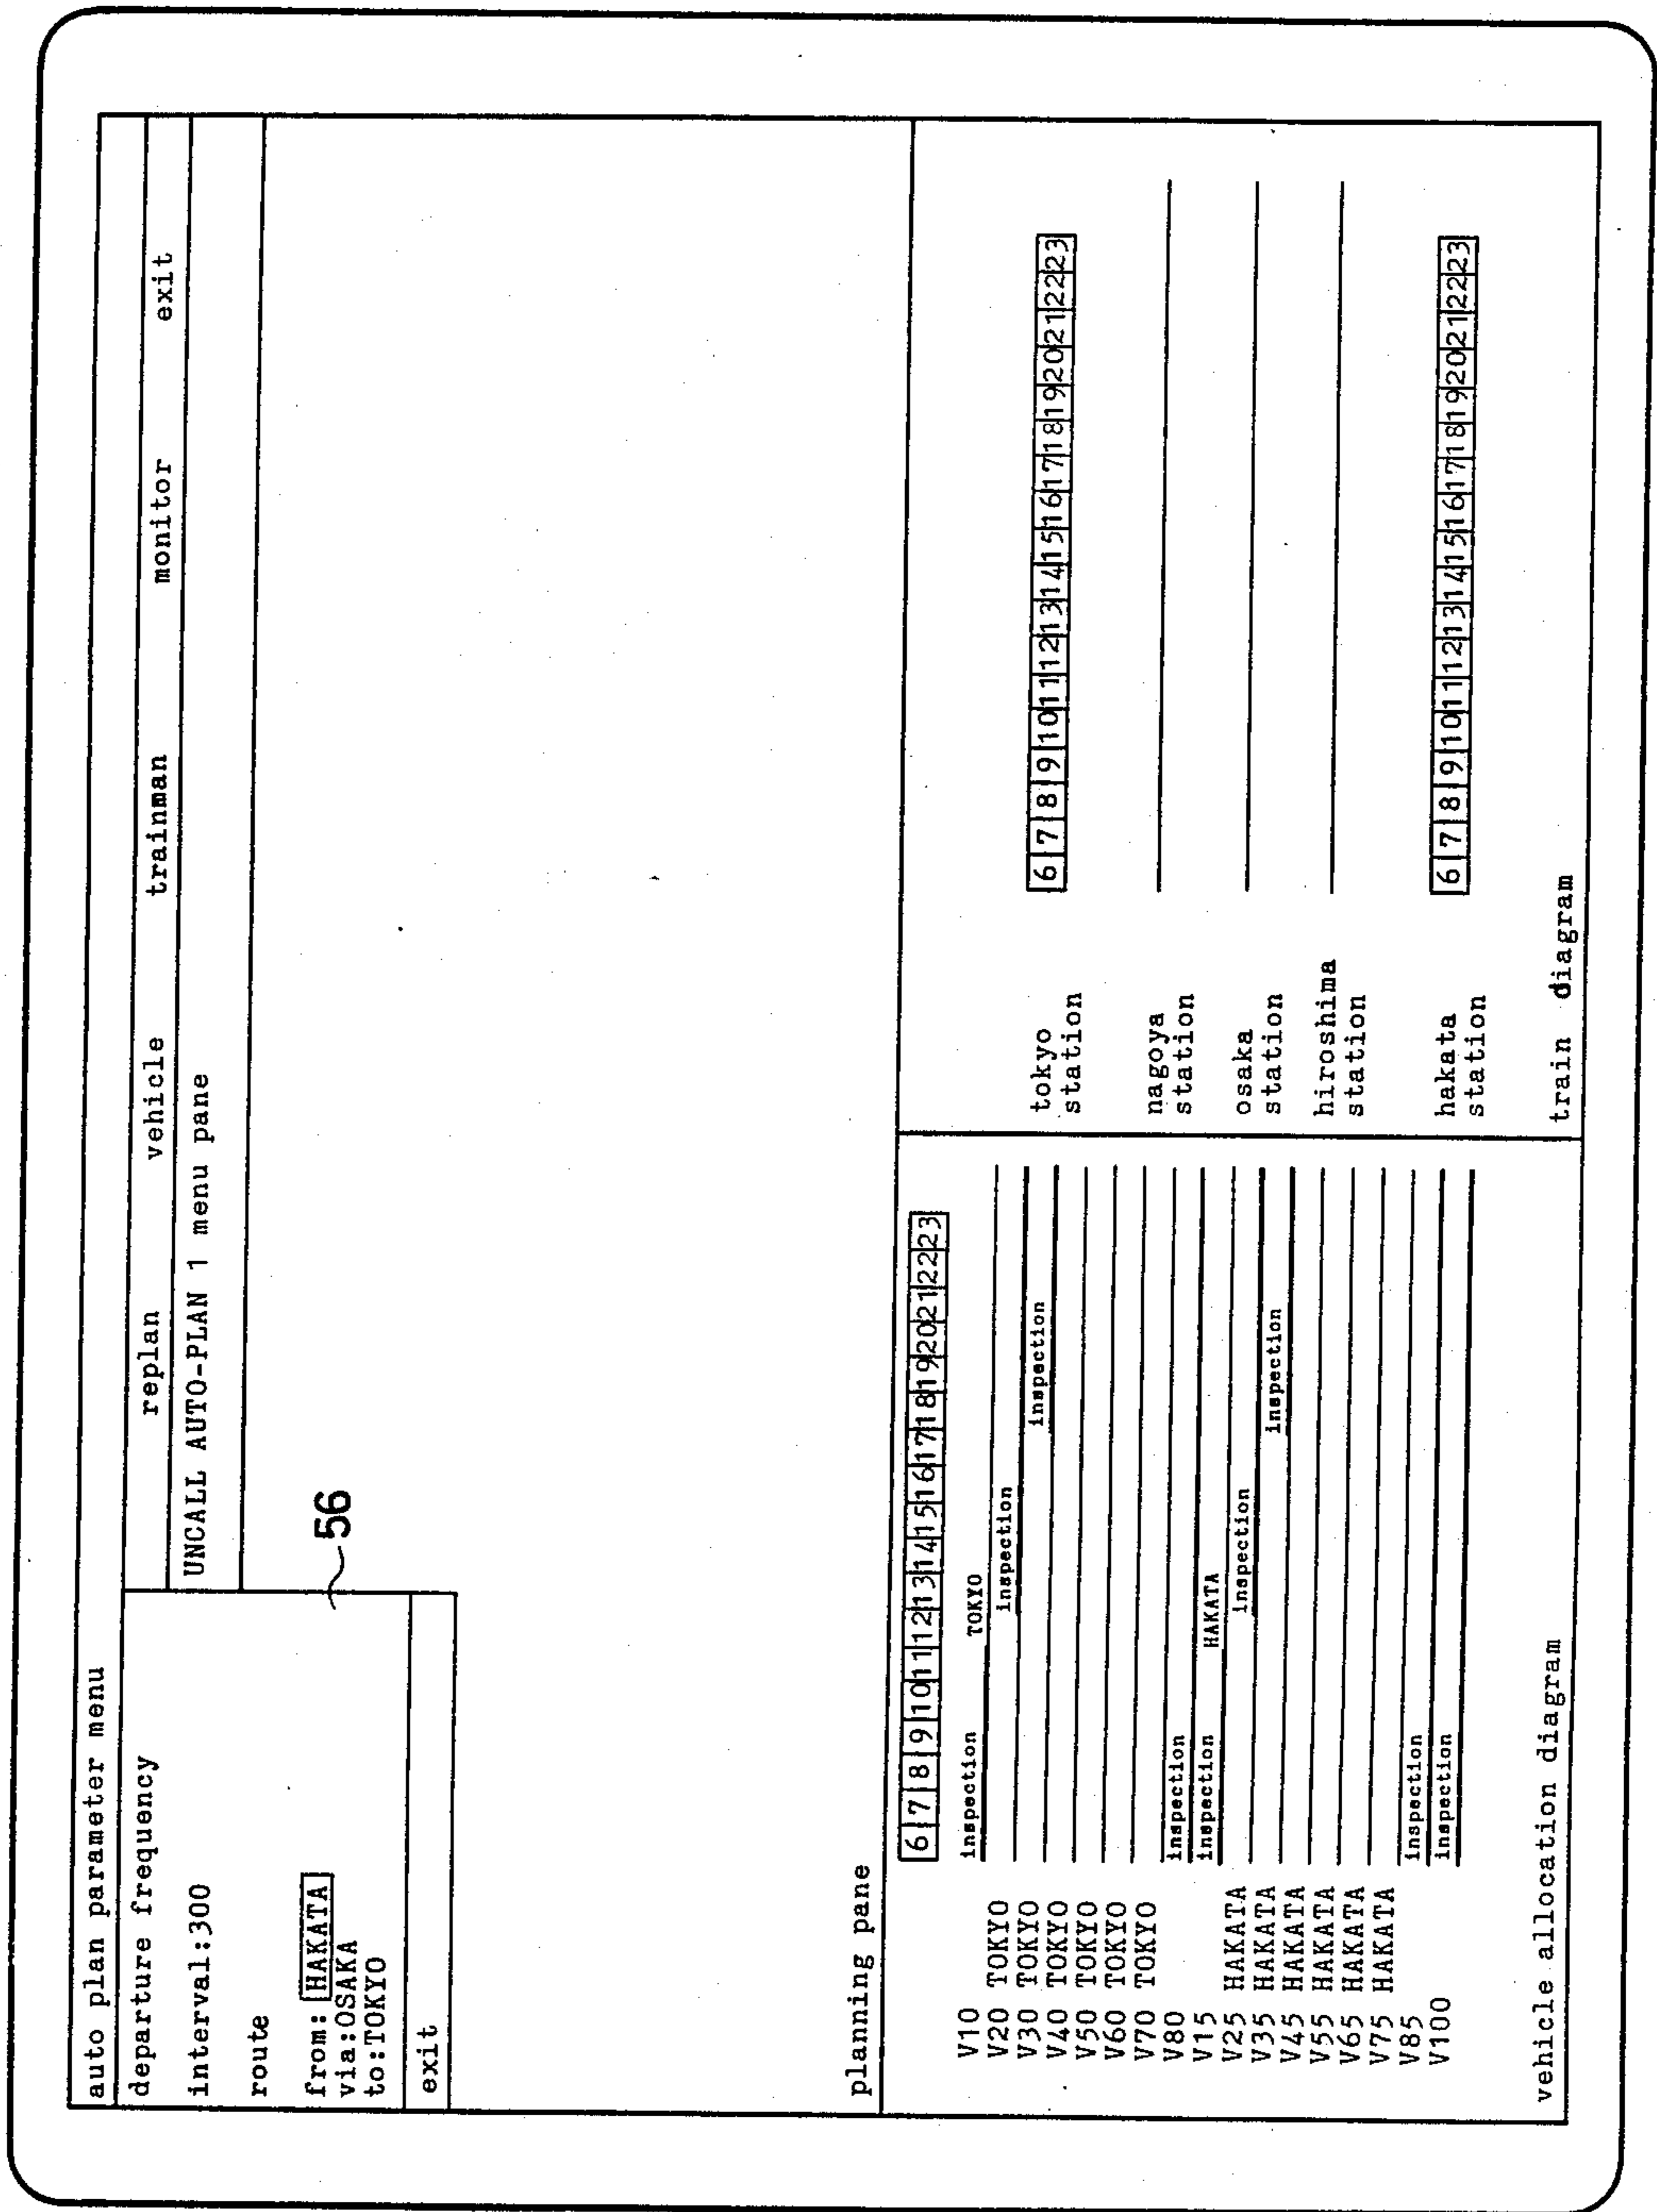 auto plan parameter menu
departure frequency
interval:300
route
from: HAKATA
via:OSAKA
to:TOKYO
exit
56
replan vehicle trainman monitor exit
UNCALL AUTO-PLAN 1 menu pane
planning pane
6 7 8 9 10 11 12 13 14 15 16 17 18 19 20 21 22 23
V10 inspection TOKYO
V20 TOKYO inspection
V30 TOKYO inspection
V40 TOKYO
V50 TOKYO
V60 TOKYO
V70 TOKYO
V80 inspection
V15 inspection HAKATA
V25 HAKATA inspection
V35 HAKATA inspection
V45 HAKATA
V55 HAKATA
V65 HAKATA
V75 HAKATA
V85 inspection
V100 inspection
vehicle allocation diagram
tokyo
station
6 7 8 9 10 11 12 13 14 15 16 17 18 19 20 21 22 23
nagoya
station
osaka
station
hiroshima
station
hakata
station
6 7 8 9 10 11 12 13 14 15 16 17 18 19 20 21 22 23
train diagram